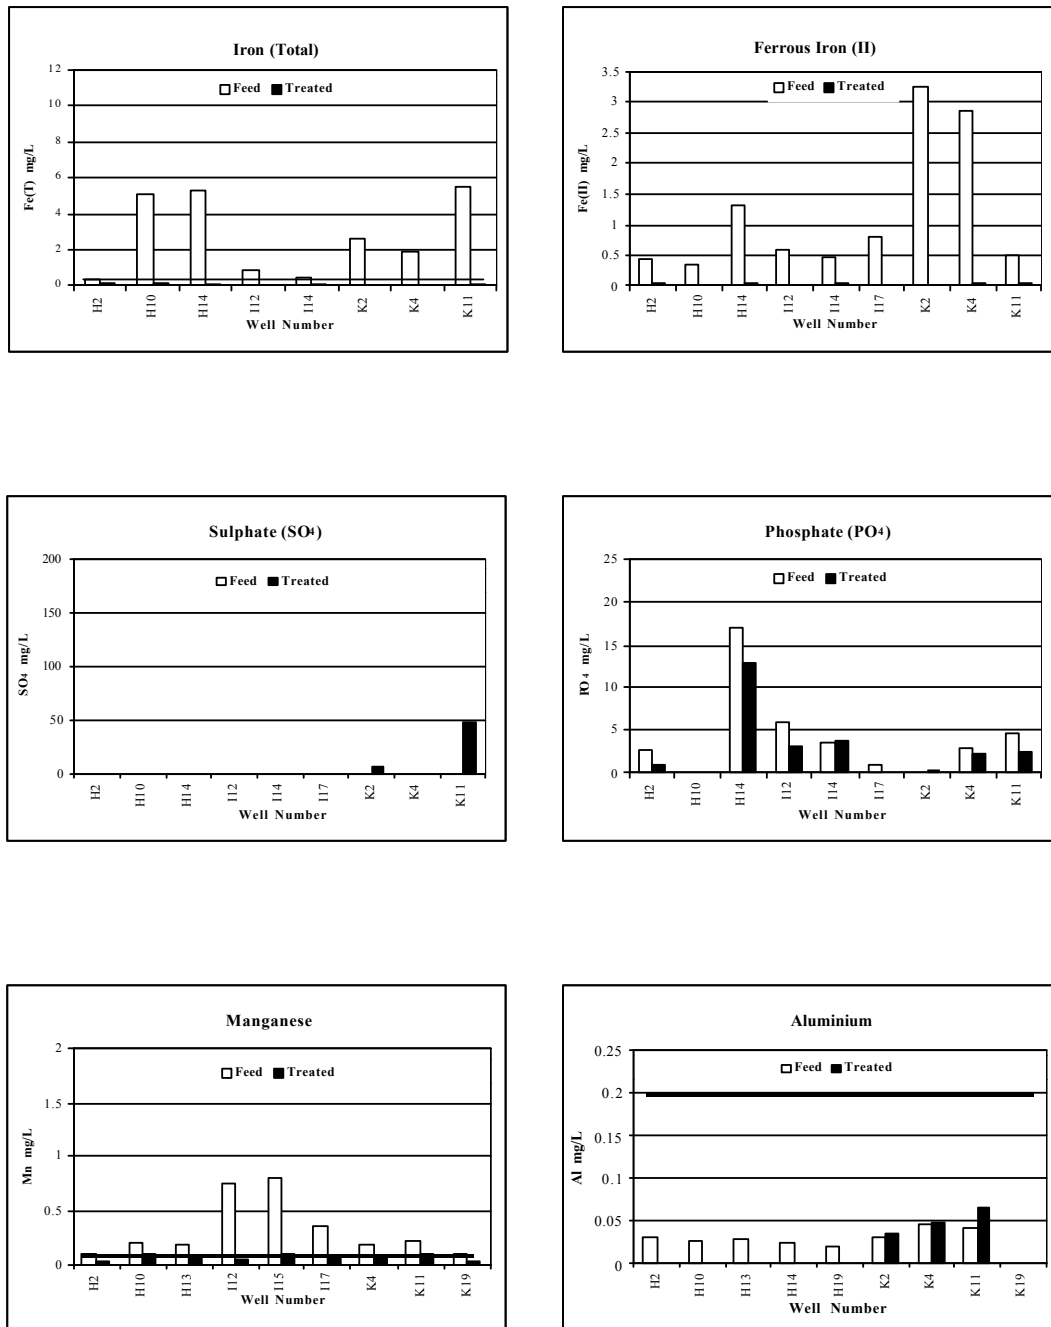 Iron (Total)
12
10
8
6
4
2
0
Feed Treated
Fe(T) mg/L
H2 H10 H14 I12 I14 K2 K4 K11
Well Number
Ferrous Iron (II)
3.5
3
2.5
2
1.5
1
0.5
0
Feed Treated
Fe(II) mg/L
H2 H10 H14 I12 I14 I17 K2 K4 K11
Well Number
Sulphate (SO4)
200
150
100
50
0
Feed Treated
SO4 mg/L
H2 H10 H14 I12 I14 I17 K2 K4 K11
Well Number
Phosphate (PO4)
25
20
15
10
5
0
Feed Treated
PO4 mg/L
H2 H10 H14 I12 I14 I17 K2 K4 K11
Well Number
Manganese
2
1.5
1
0.5
0
Feed Treated
Mn mg/L
H2 H10 H13 I12 I15 I17 K4 K11 K19
Well Number
Aluminium
0.25
0.2
0.15
0.1
0.05
0
Feed Treated
Al mg/L
H2 H10 H13 H14 H19 K2 K4 K11 K19
Well Number